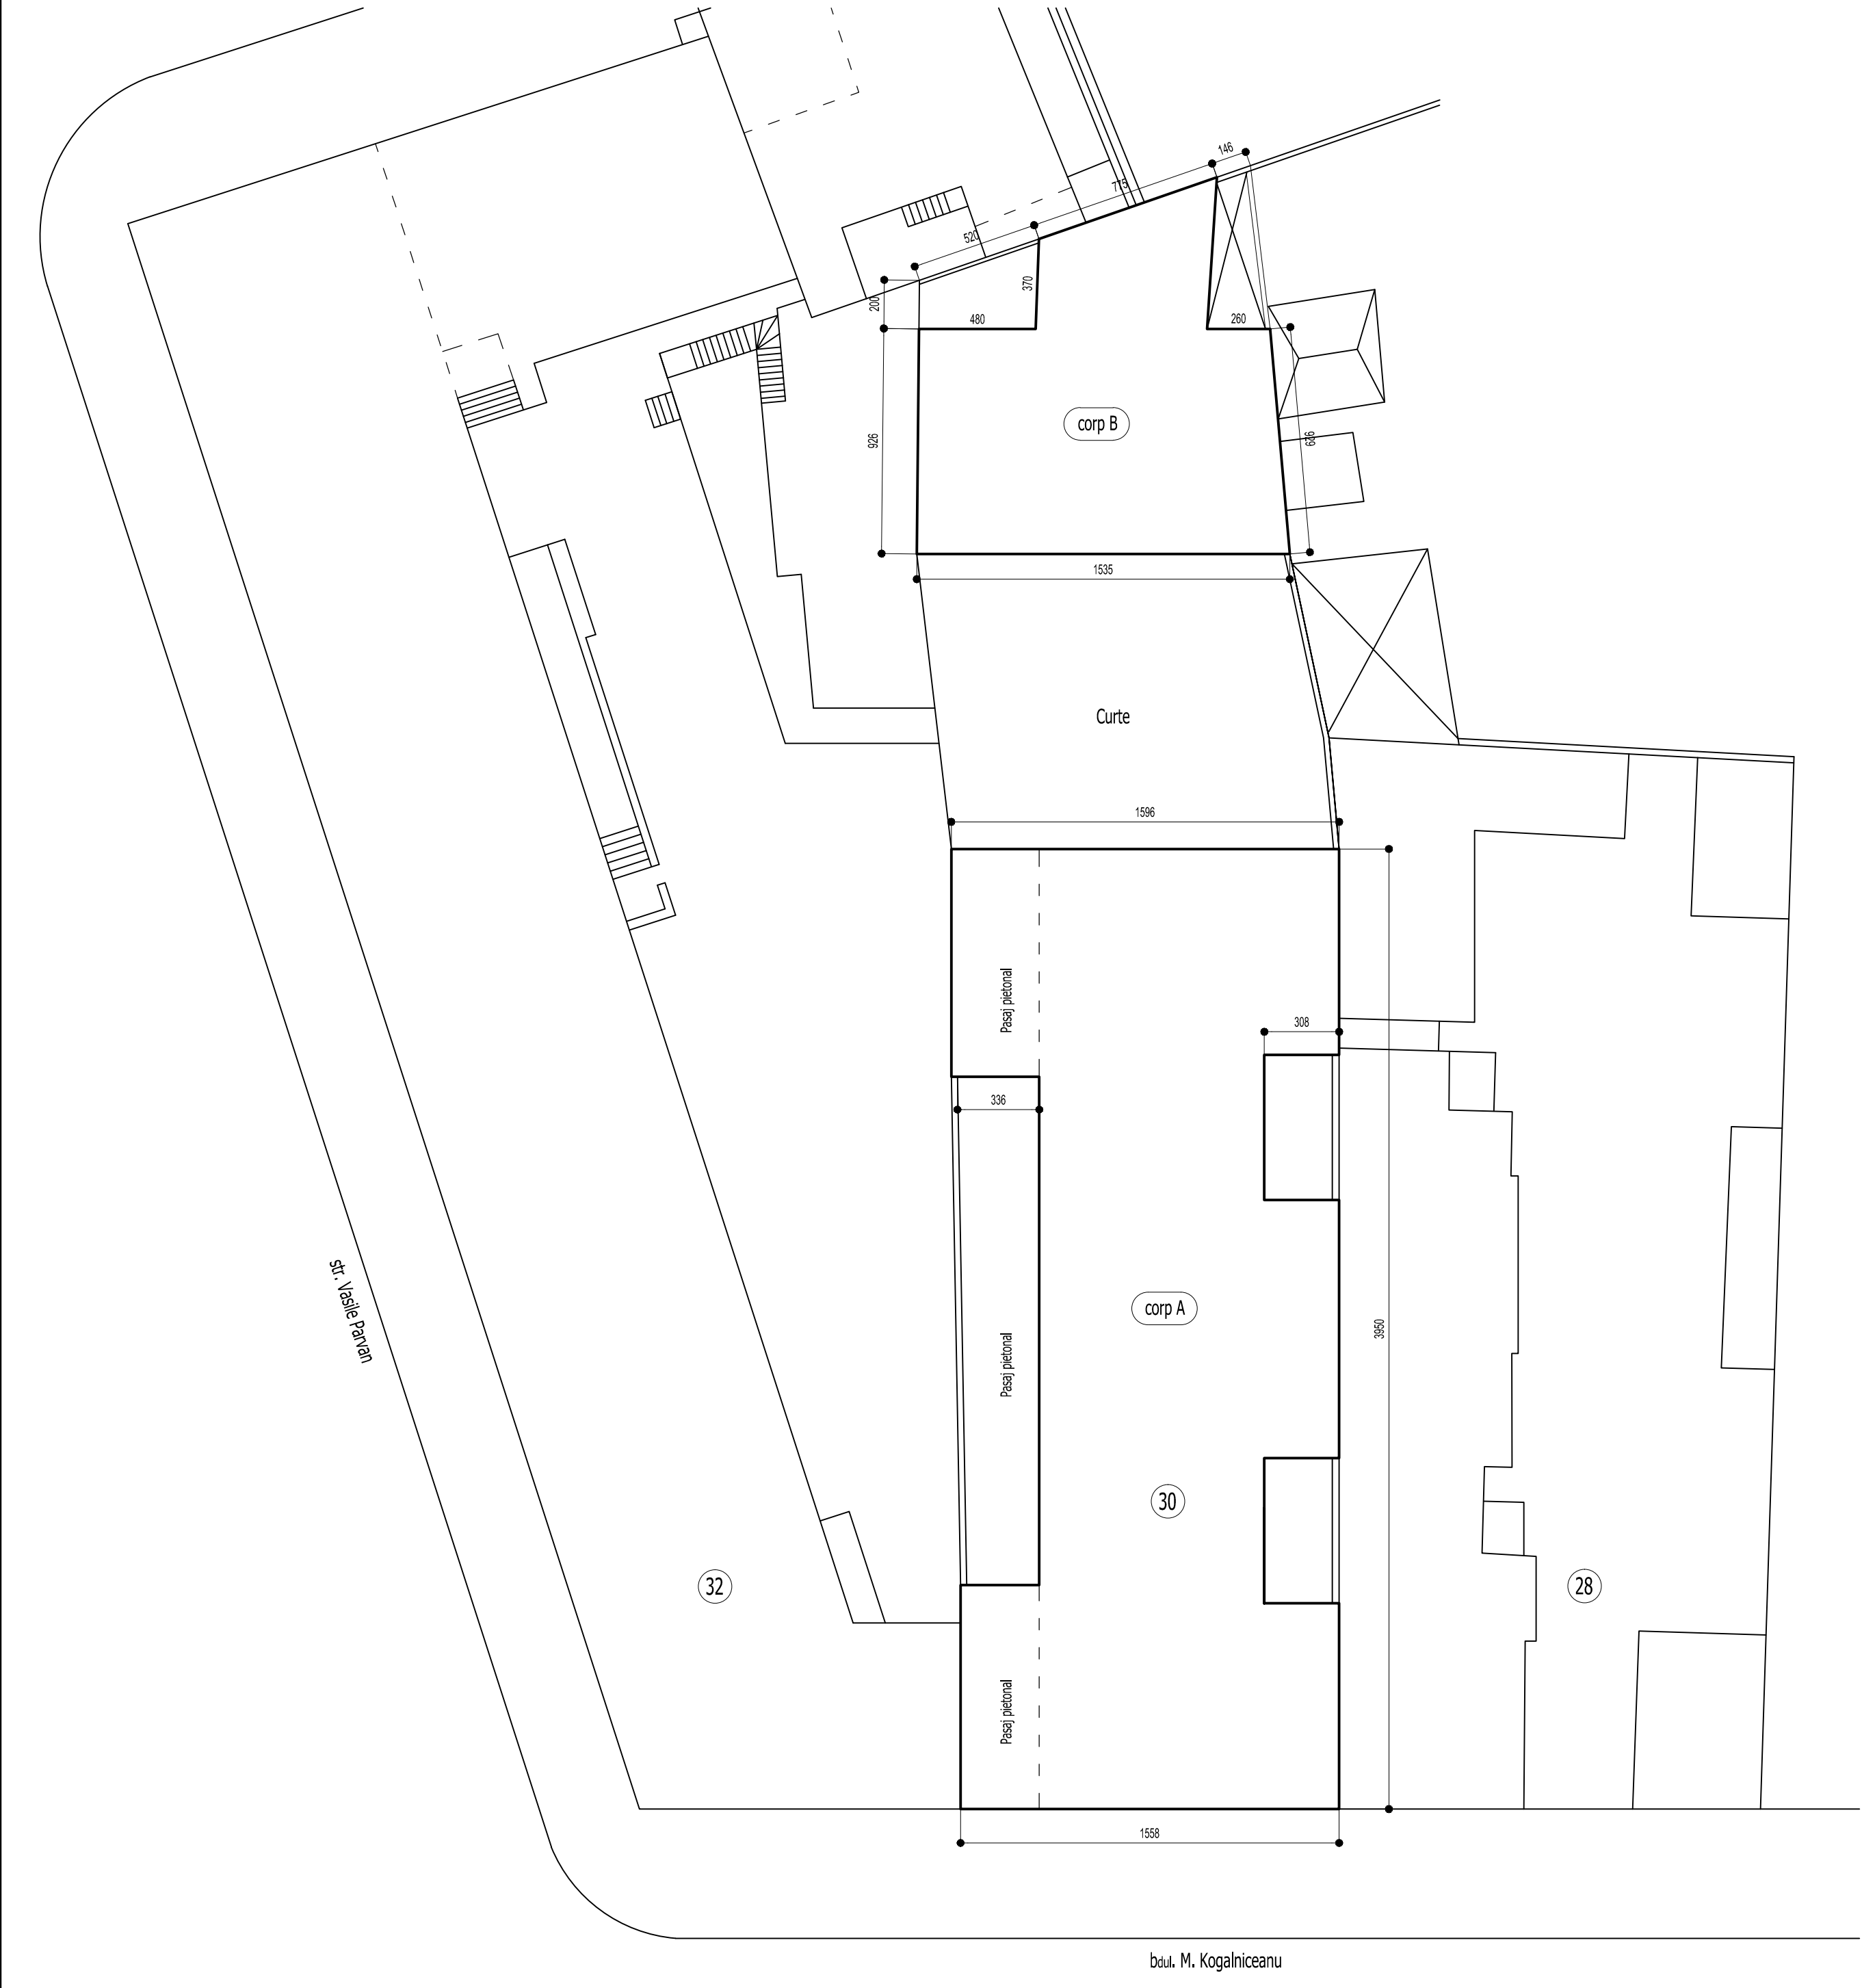 146
775
520
370
200
480
260
corp B
926
929
1535
Curte
1596
Pasaj pietonal
308
336
corp A
3950
Pasaj pietonal
str. Vasile Parvan
30
32
28
Pasaj pietonal
1558
bdul. M. Kogalniceanu